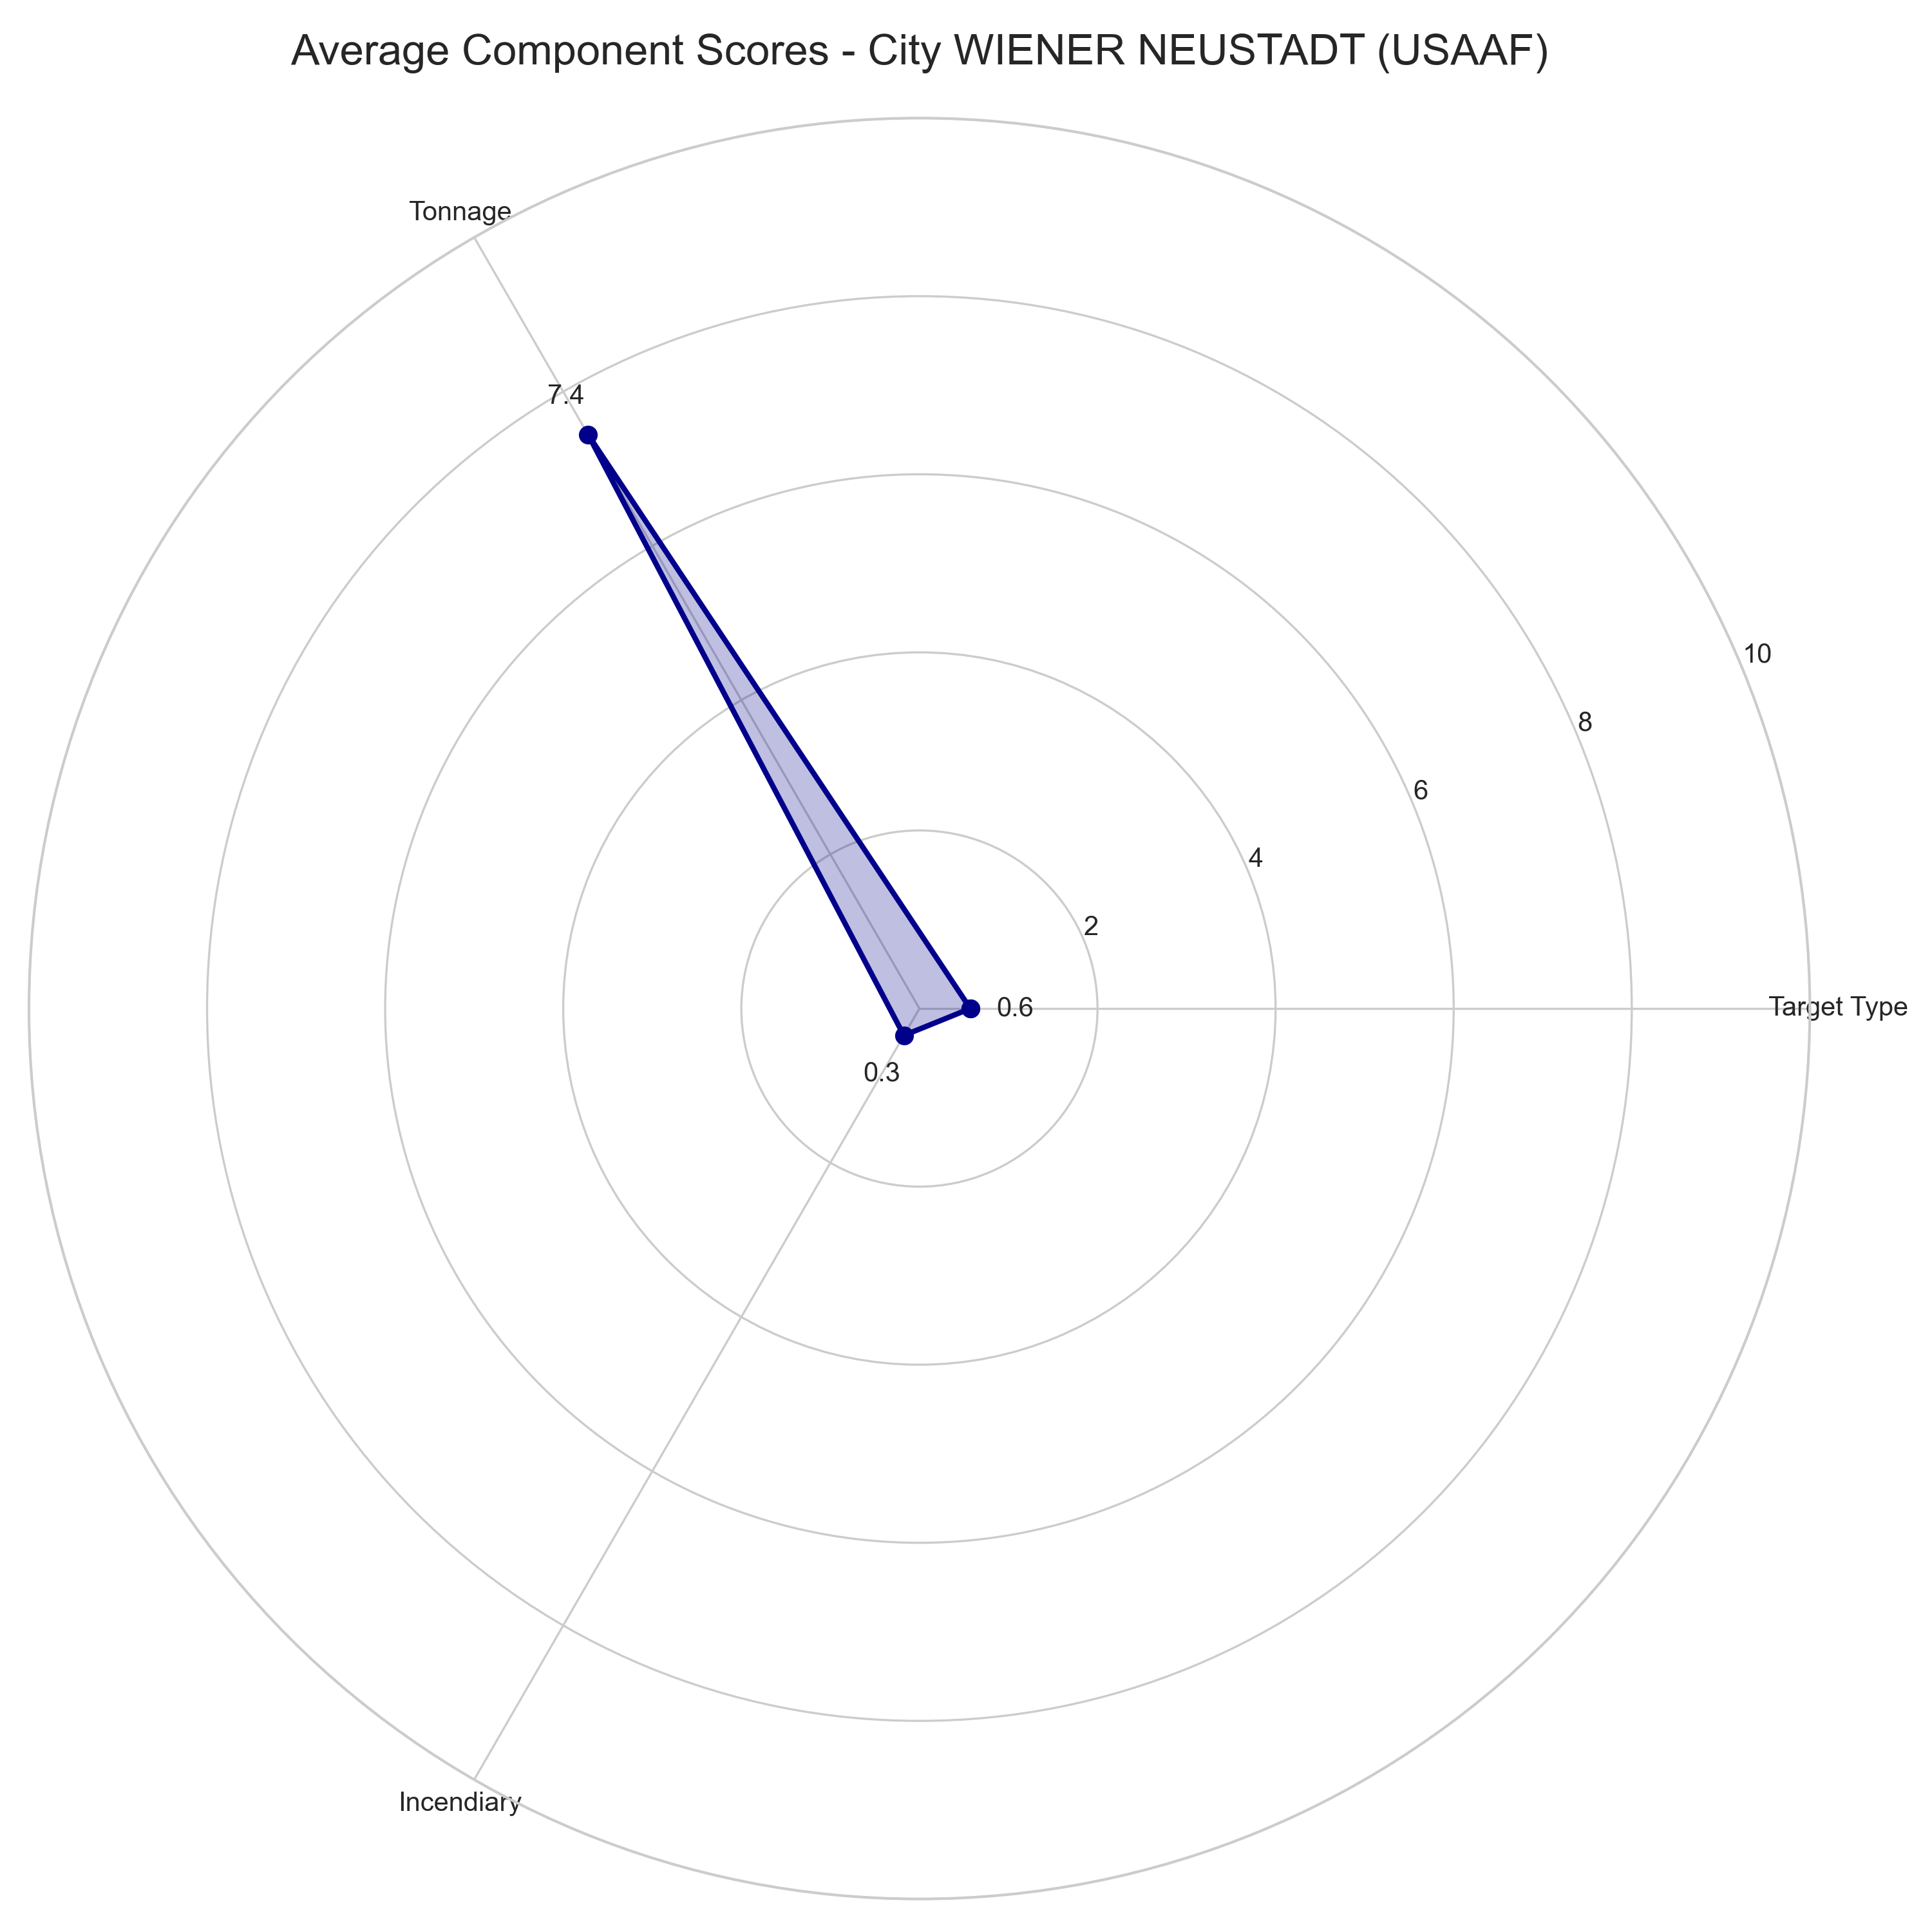 Average Component Scores - City WIENER NEUSTADT (USAAF)
Tonnage
7.4
10
8
6
4
2
0.6
Target Type
0.3
Incendiary